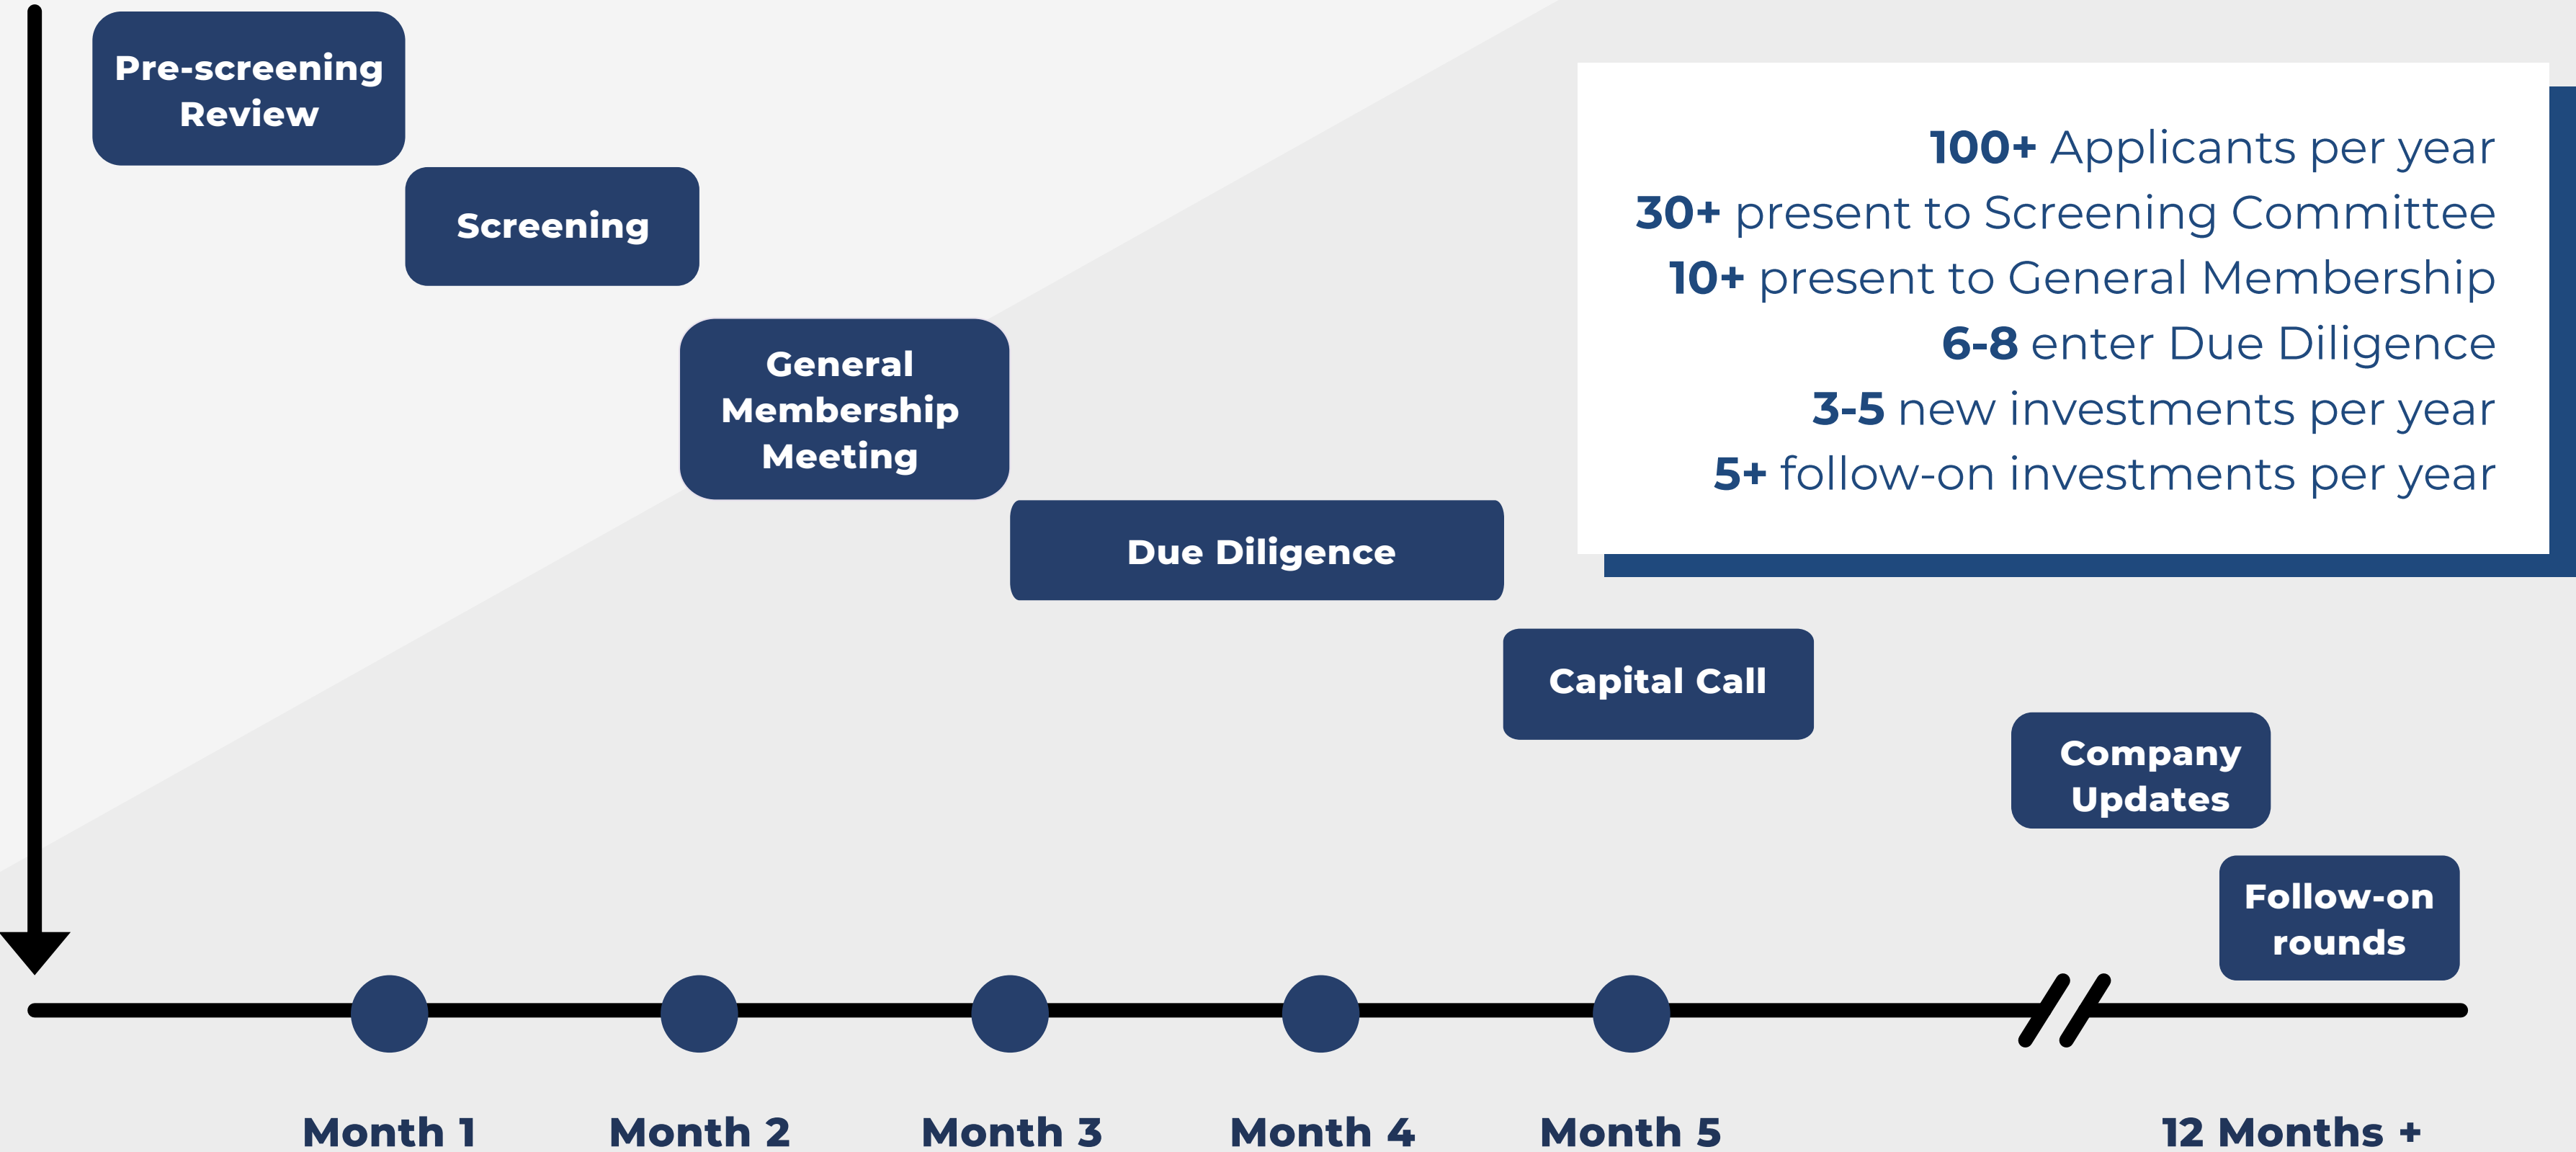 Pre-screening
Review
Screening
General
Membership
Meeting
Due Diligence
Capital Call
Company
Updates
Follow-on
rounds
100+ Applicants per year
30+ present to Screening Committee
10+ present to General Membership
6-8 enter Due Diligence
3-5 new investments per year
5+ follow-on investments per year
Month 1
Month 2
Month 3
Month 4
Month 5
12 Months +